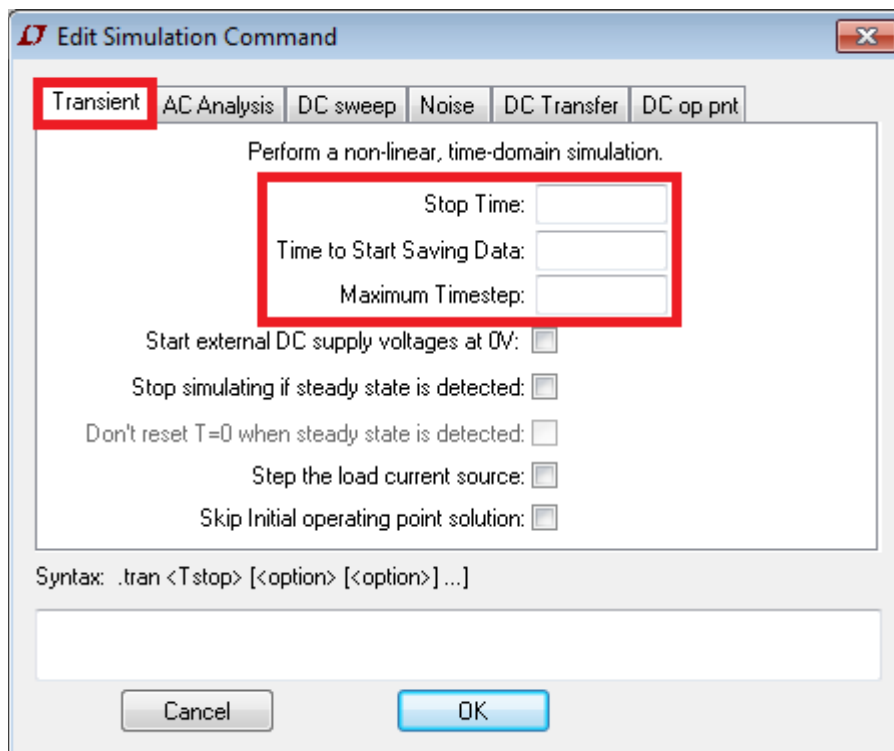 Edit Simulation Command
Transient AC Analysis DC sweep Noise DC Transfer DC op pnt
Perform a non-linear, time-domain simulation.
Stop Time:
Time to Start Saving Data:
Maximum Timestep:
Start external DC supply voltages at 0V:
Stop simulating if steady state is detected:
Don't reset T=0 when steady state is detected:
Step the load current source:
Skip Initial operating point solution:
Syntax: .tran <Tstop> [<option> [<option>] ...]
Cancel OK